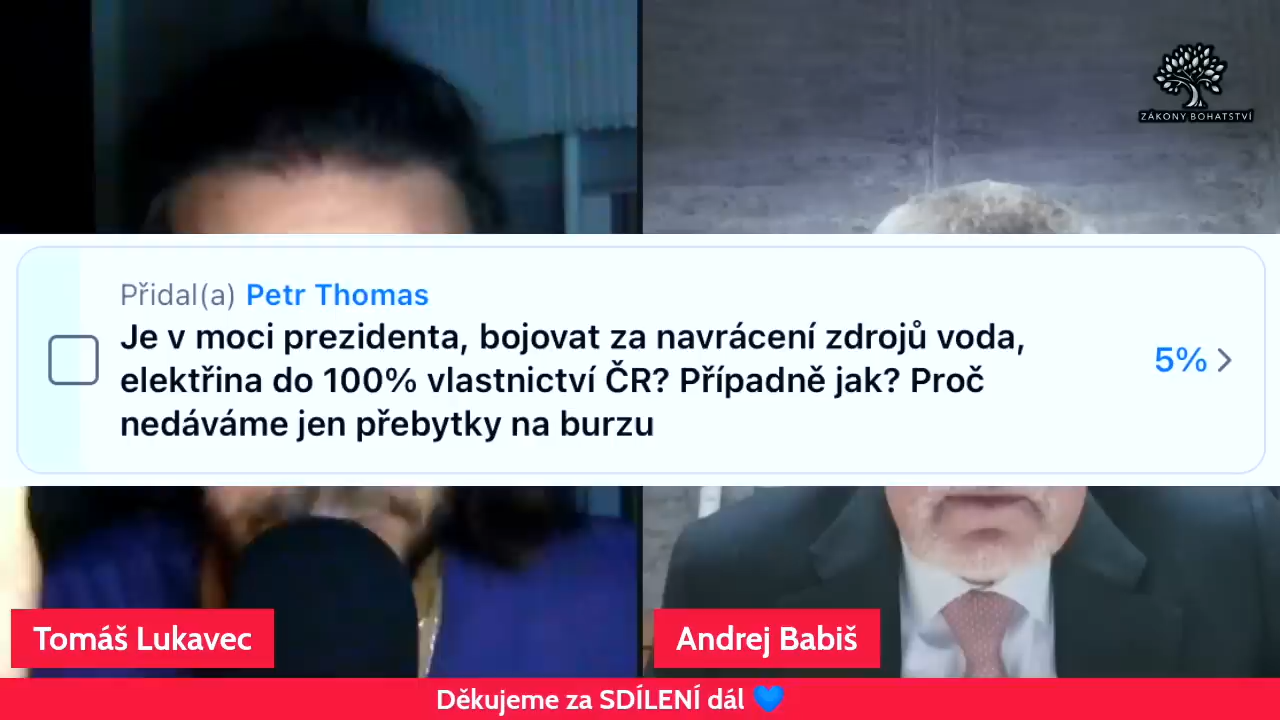 ZÁKONY BOHATSTVÍ
Přidal(a) Petr Thomas
Je v moci prezidenta, bojovat za navrácení zdrojů voda,
elektřina do 100% vlastnictví ČR? Případně jak? Proč
nedáváme jen přebytky na burzu
5%
Tomáš Lukavec
Andrej Babiš
Děkujeme za SDÍLENÍ dál 💙